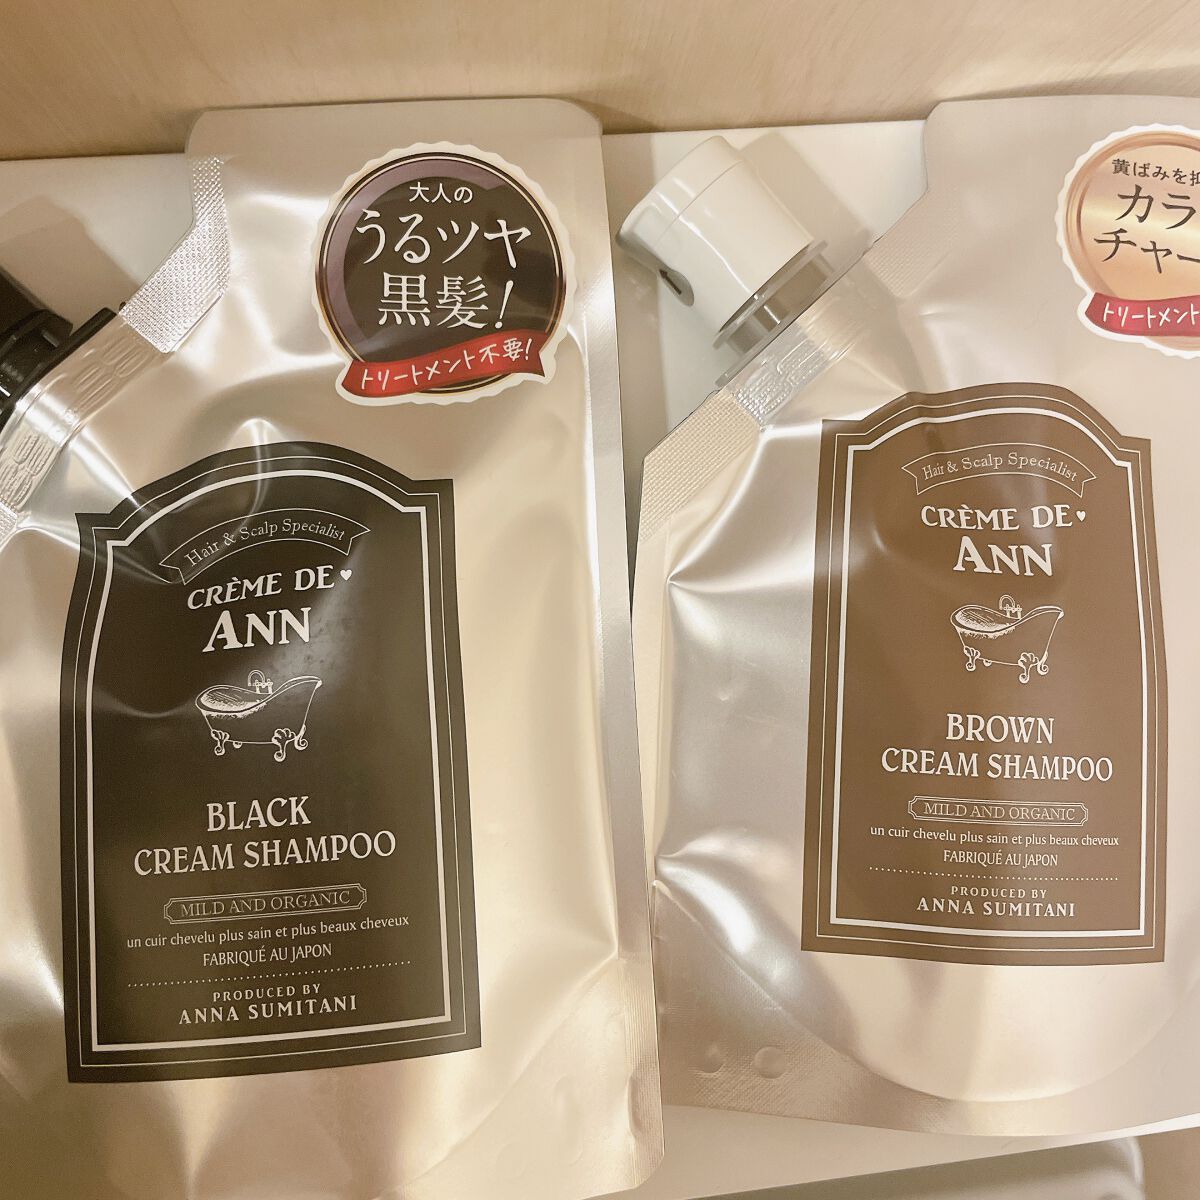 大人の
うるツヤ
黒髪!
トリートメント不要!
Hair & Scalp Specialist
CRÈME DE♥
ANN
BLACK
CREAM SHAMPOO
MILD AND ORGANIC
un cuir chevelu plus sain et plus beaux cheveux
FABRIQUÉ AU JAPON
PRODUCED BY
ANNA SUMITANI
黄ばみを抑
カラ
チャー
トリートメント
Hair & Scalp Specialist
CRÈME DE♥
ANN
BROWN
CREAM SHAMPOO
MILD AND ORGANIC
un cuir chevelu plus sain et plus beaux cheveux
FABRIQUÉ AU JAPON
PRODUCED BY
ANNA SUMITANI